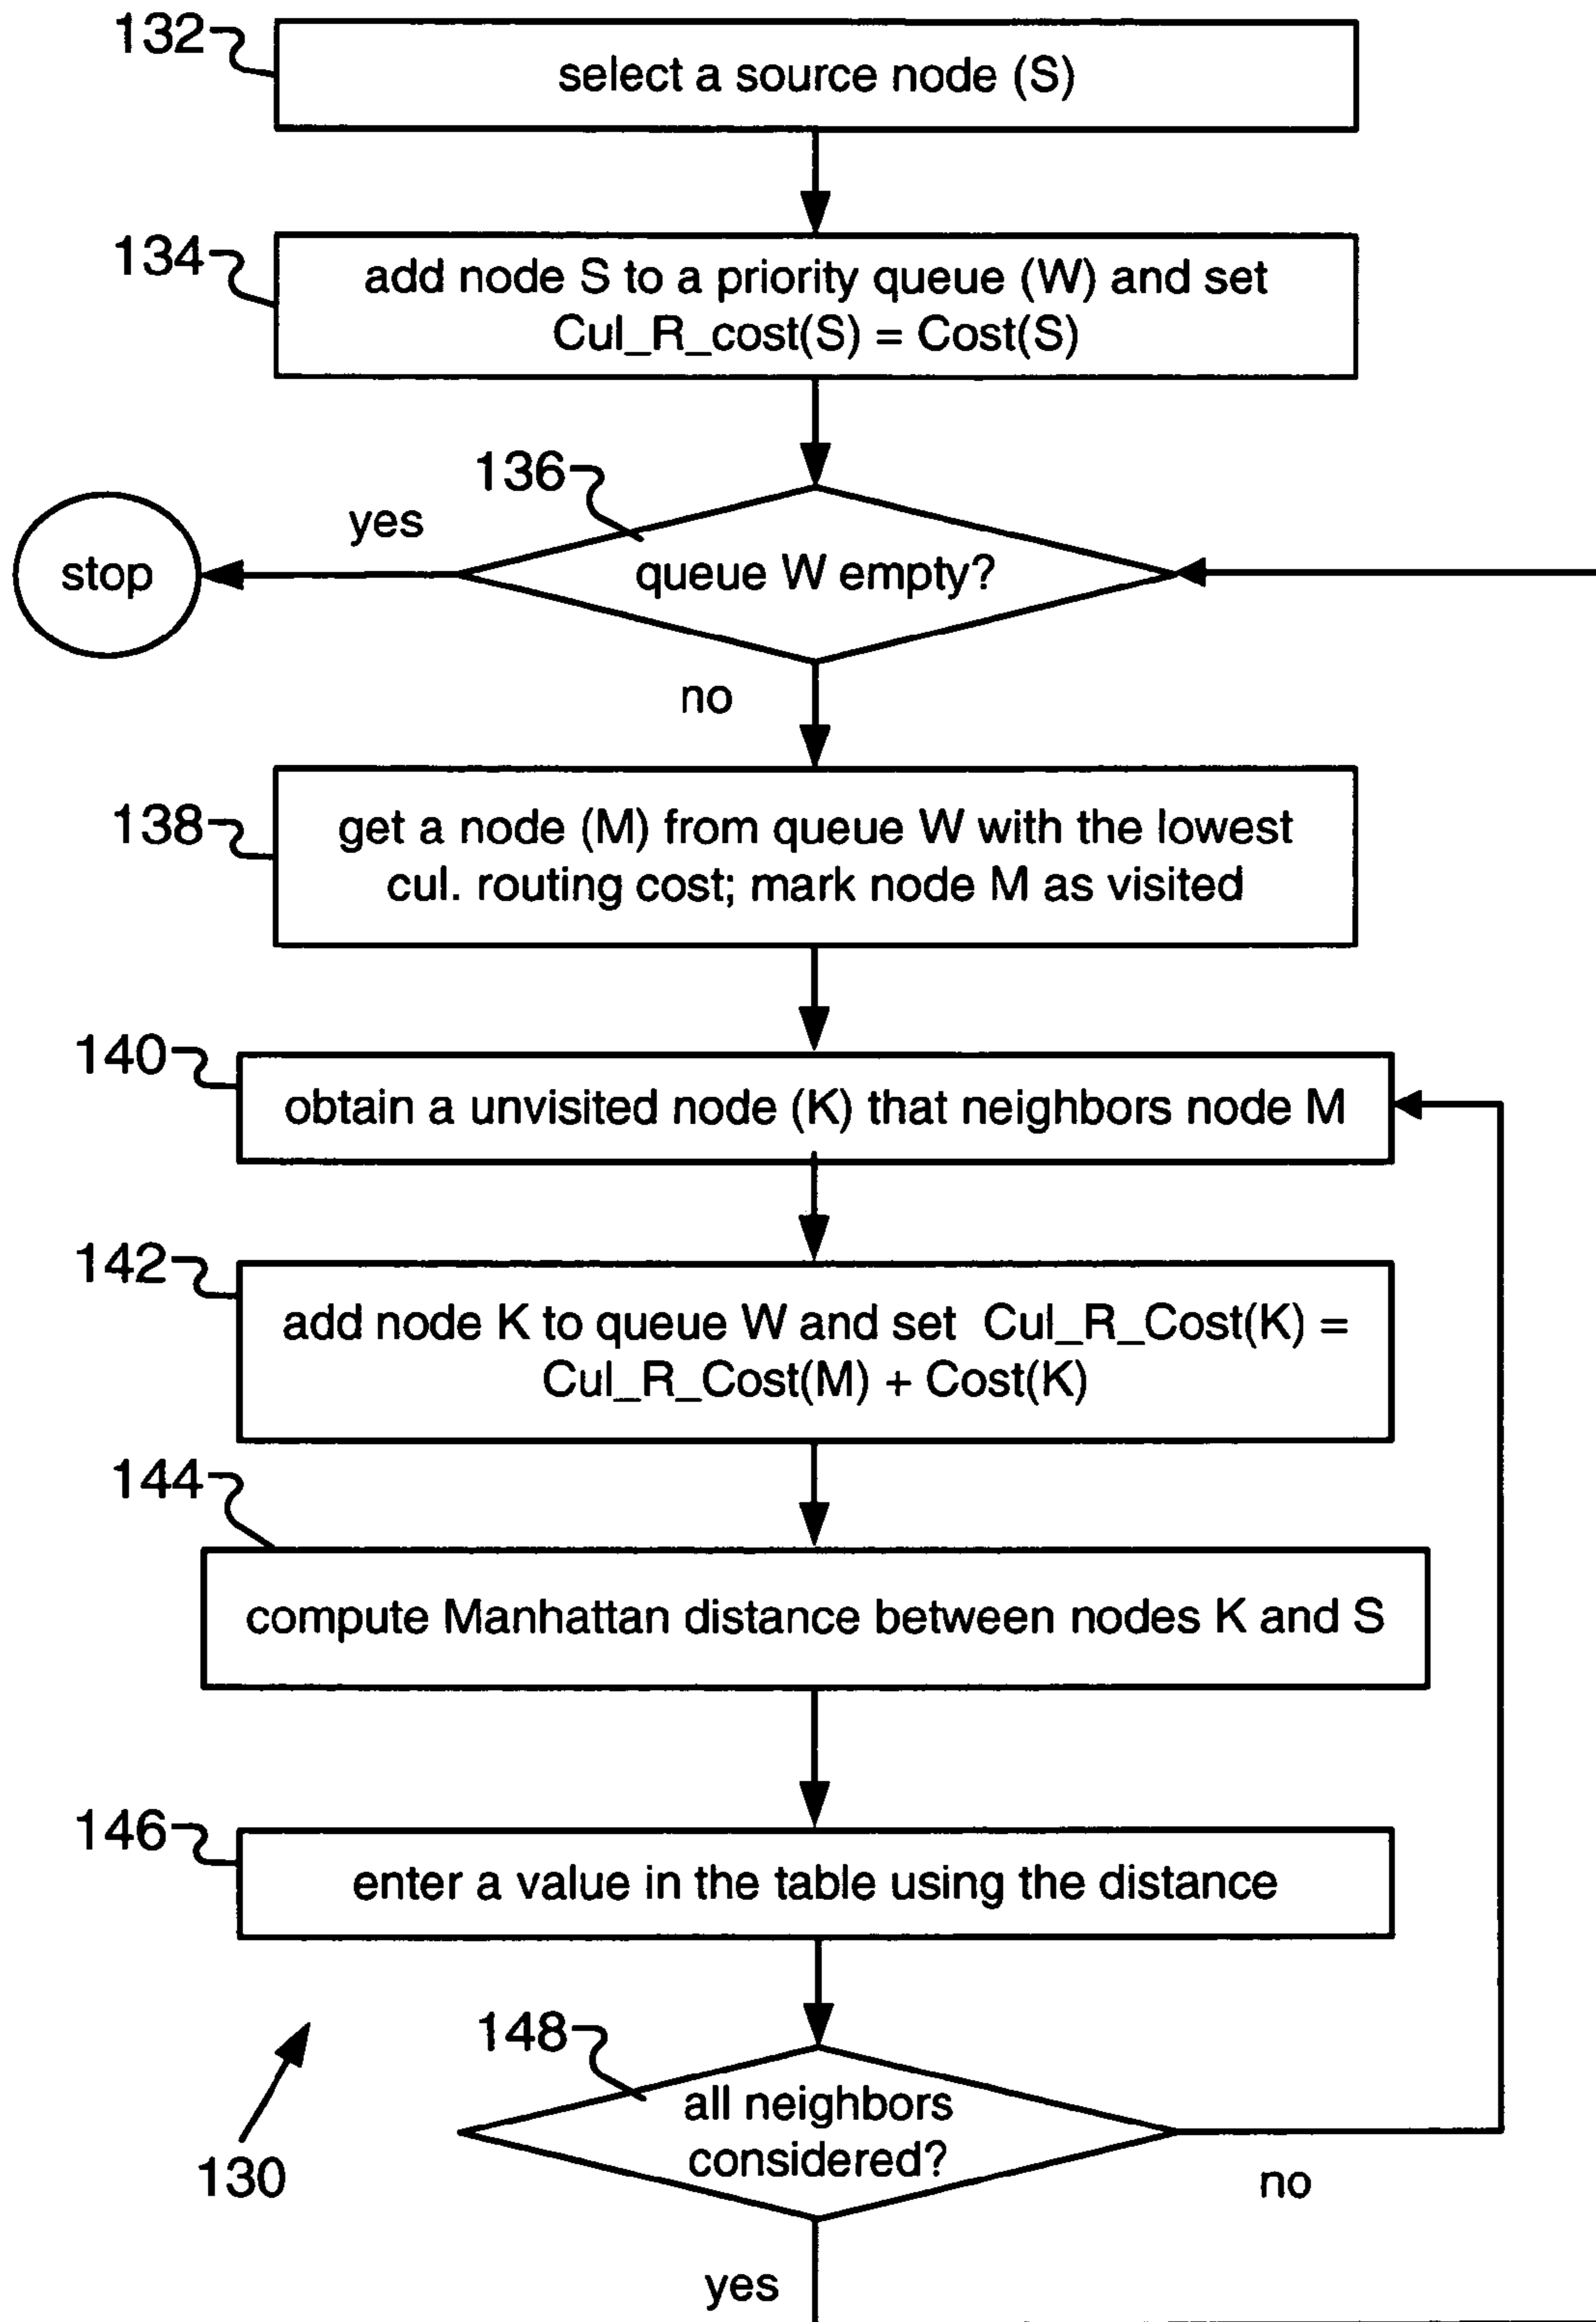 132
select a source node (S)
134
add node S to a priority queue (W) and set
Cul_R_cost(S) = Cost(S)
136
yes
stop
queue W empty?
no
138
get a node (M) from queue W with the lowest
cul. routing cost; mark node M as visited
140
obtain a unvisited node (K) that neighbors node M
142
add node K to queue W and set Cul_R_Cost(K) =
Cul_R_Cost(M) + Cost(K)
144
compute Manhattan distance between nodes K and S
146
enter a value in the table using the distance
148
all neighbors
considered?
130
no
yes